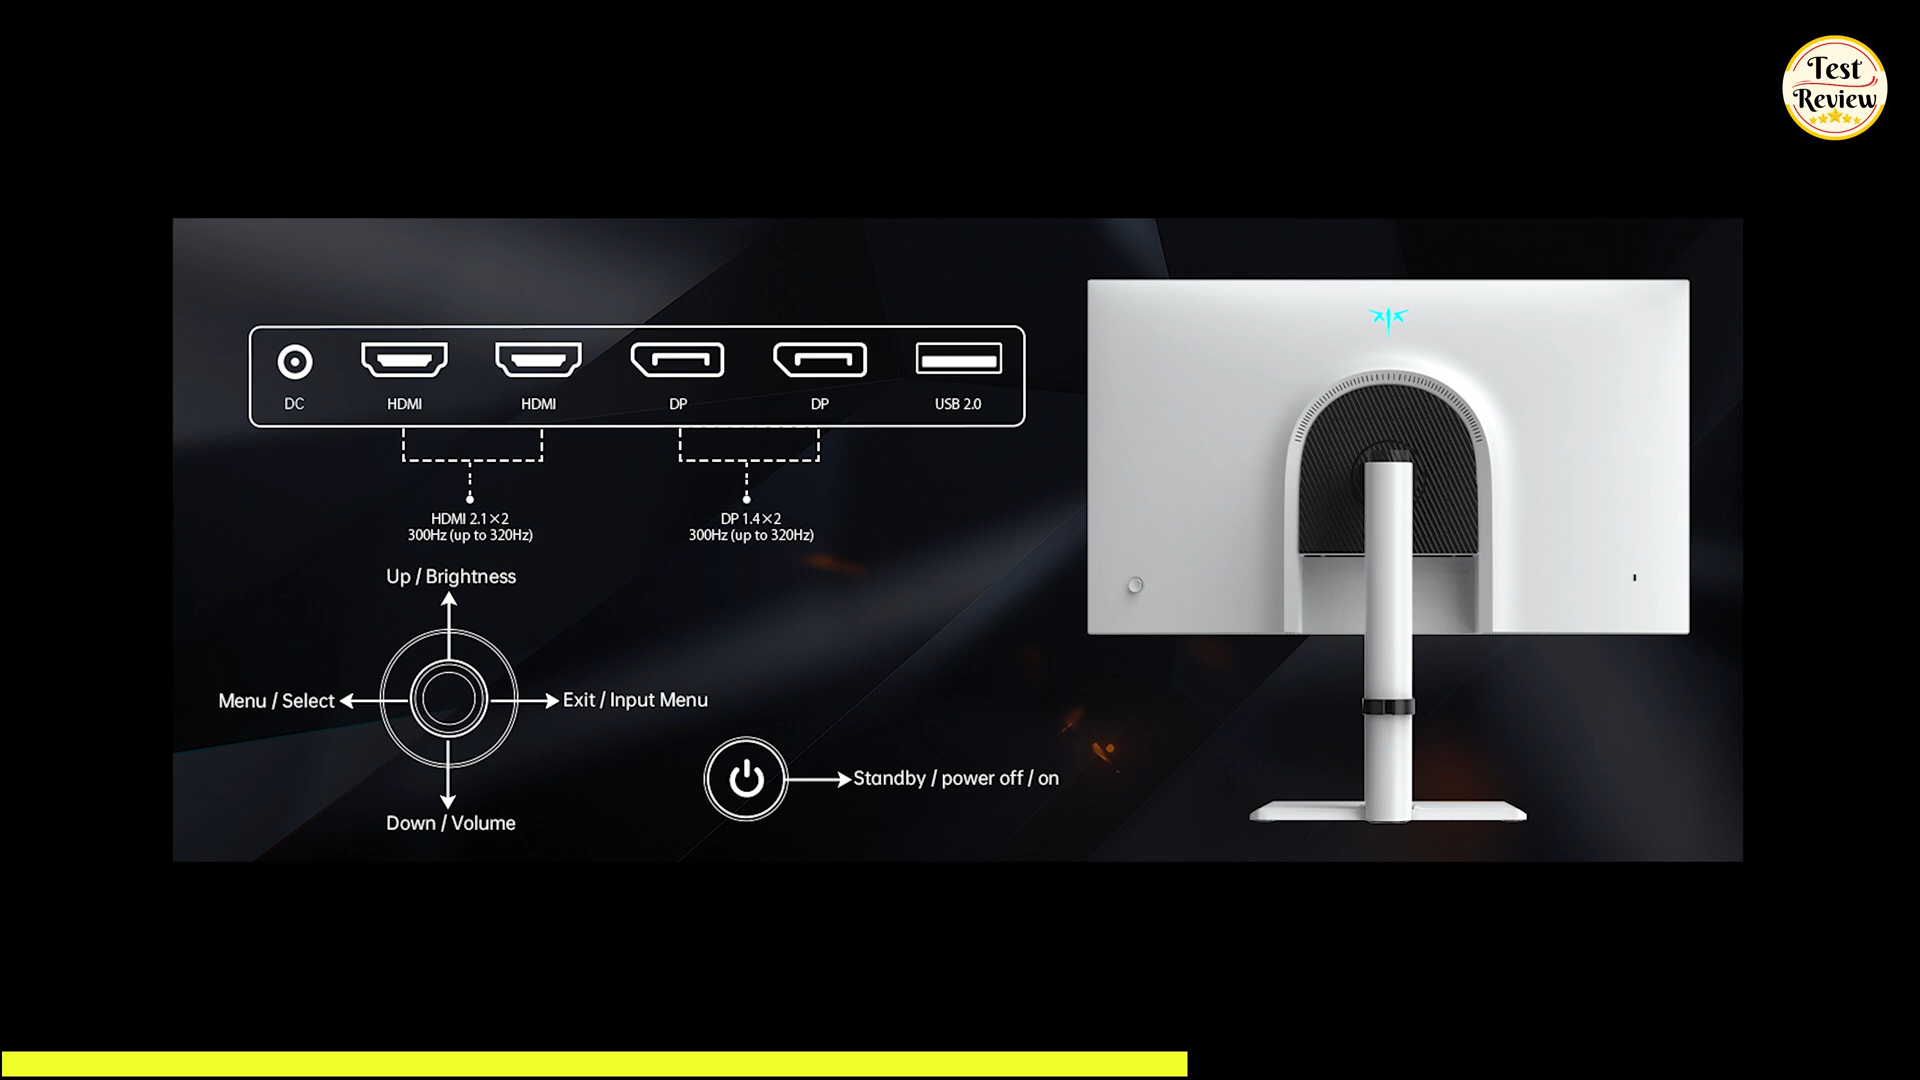 Test
Review
DC
HDMI
HDMI
DP
DP
USB 2.0
HDMI 2.1×2
300Hz (up to 320Hz)
DP 1.4×2
300Hz (up to 320Hz)
Up / Brightness
Menu / Select
Exit / Input Menu
Standby / power off / on
Down / Volume